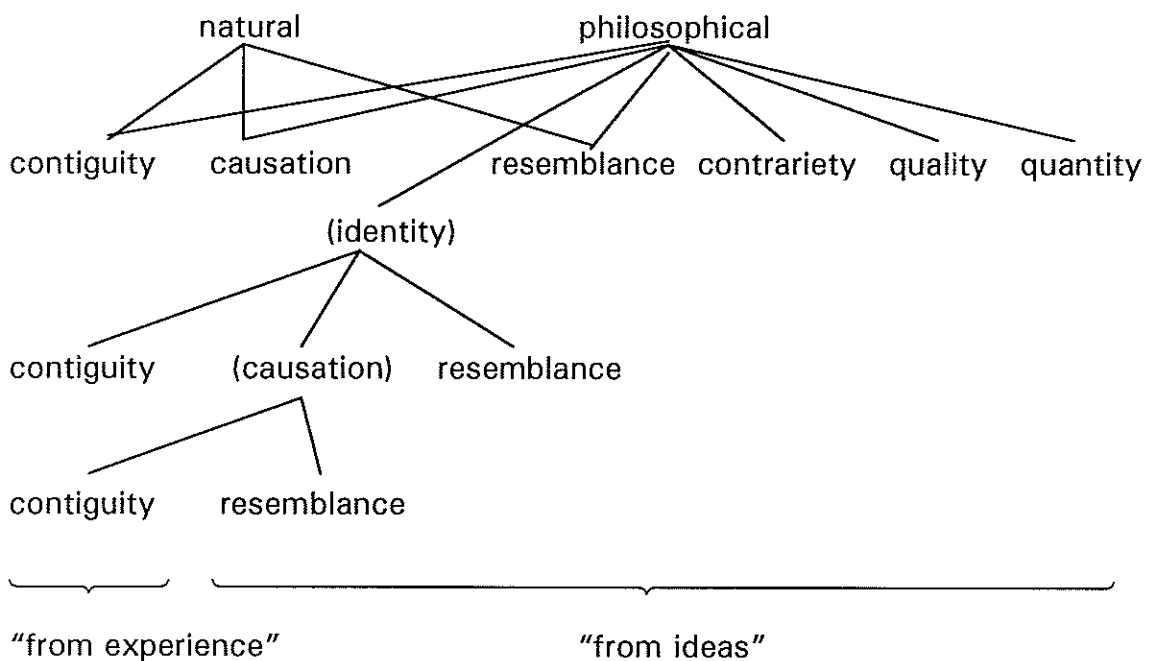 natural philosophical
contiguity causation resemblance contrariety quality quantity
(identity)
contiguity (causation) resemblance
contiguity resemblance
"from experience" "from ideas"